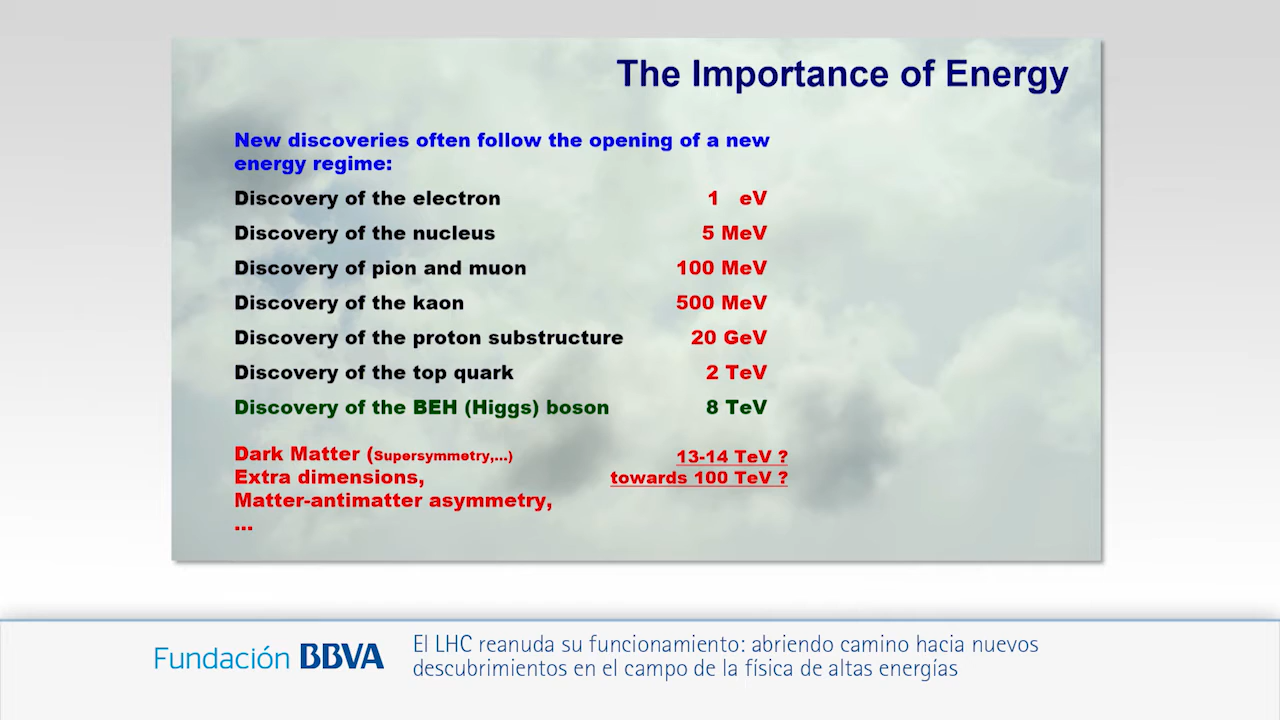 The Importance of Energy
New discoveries often follow the opening of a new
energy regime:
Discovery of the electron 1 eV
Discovery of the nucleus 5 MeV
Discovery of pion and muon 100 MeV
Discovery of the kaon 500 MeV
Discovery of the proton substructure 20 GeV
Discovery of the top quark 2 TeV
Discovery of the BEH (Higgs) boson 8 TeV
Dark Matter (Supersymmetry,...) 13-14 TeV ?
Extra dimensions, towards 100 TeV ?
Matter-antimatter asymmetry,
...
Fundación BBVA
El LHC reanuda su funcionamiento: abriendo camino hacia nuevos
descubrimientos en el campo de la física de altas energías